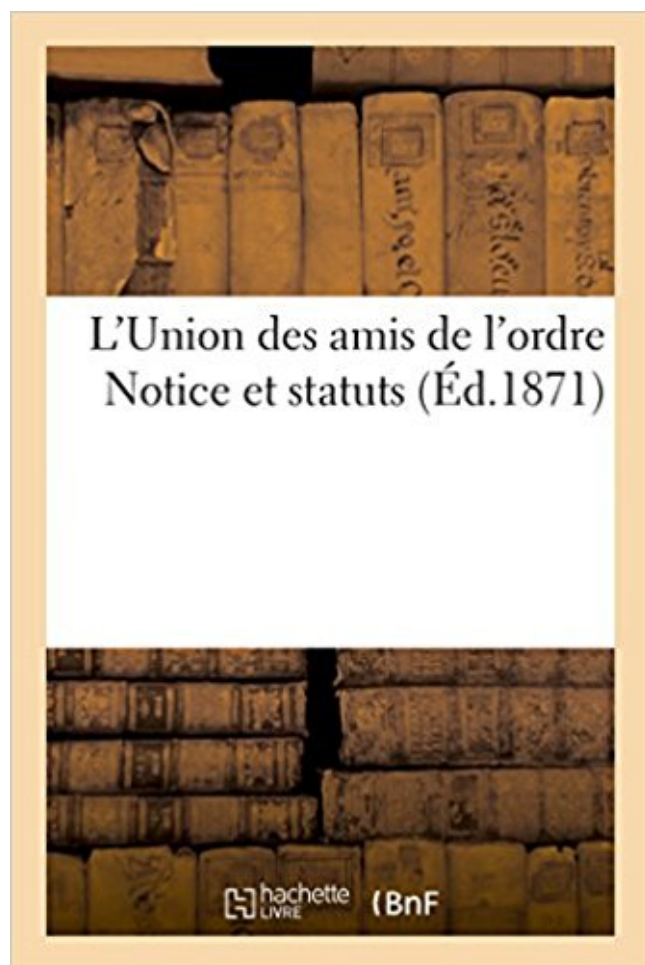 L'Union des amis de l'ordre
Notice et statuts (Éd.1871)
hachette
LIVRE
(BnF